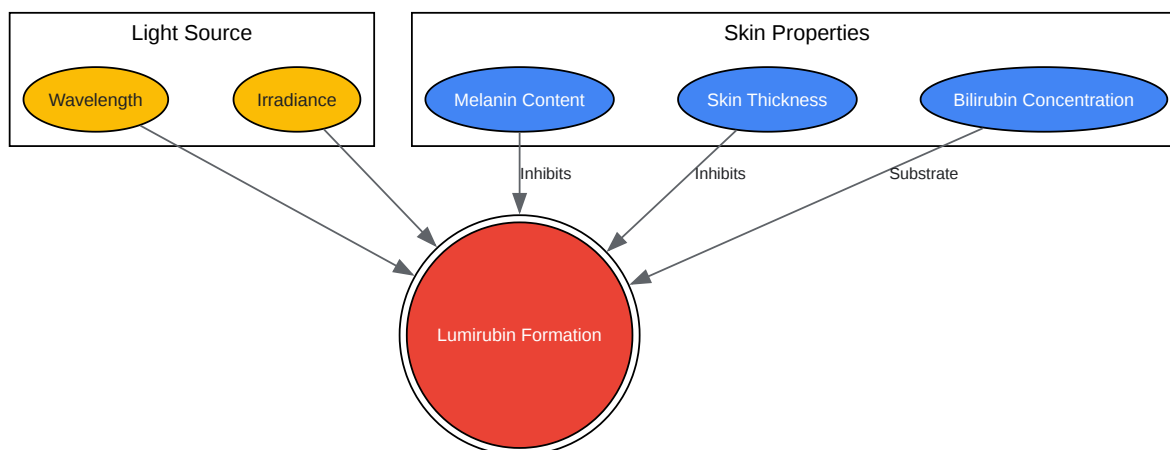 Light Source
Skin Properties
Wavelength
Irradiance
Melanin Content
Skin Thickness
Bilirubin Concentration
Inhibits
Inhibits
Substrate
Lumirubin Formation